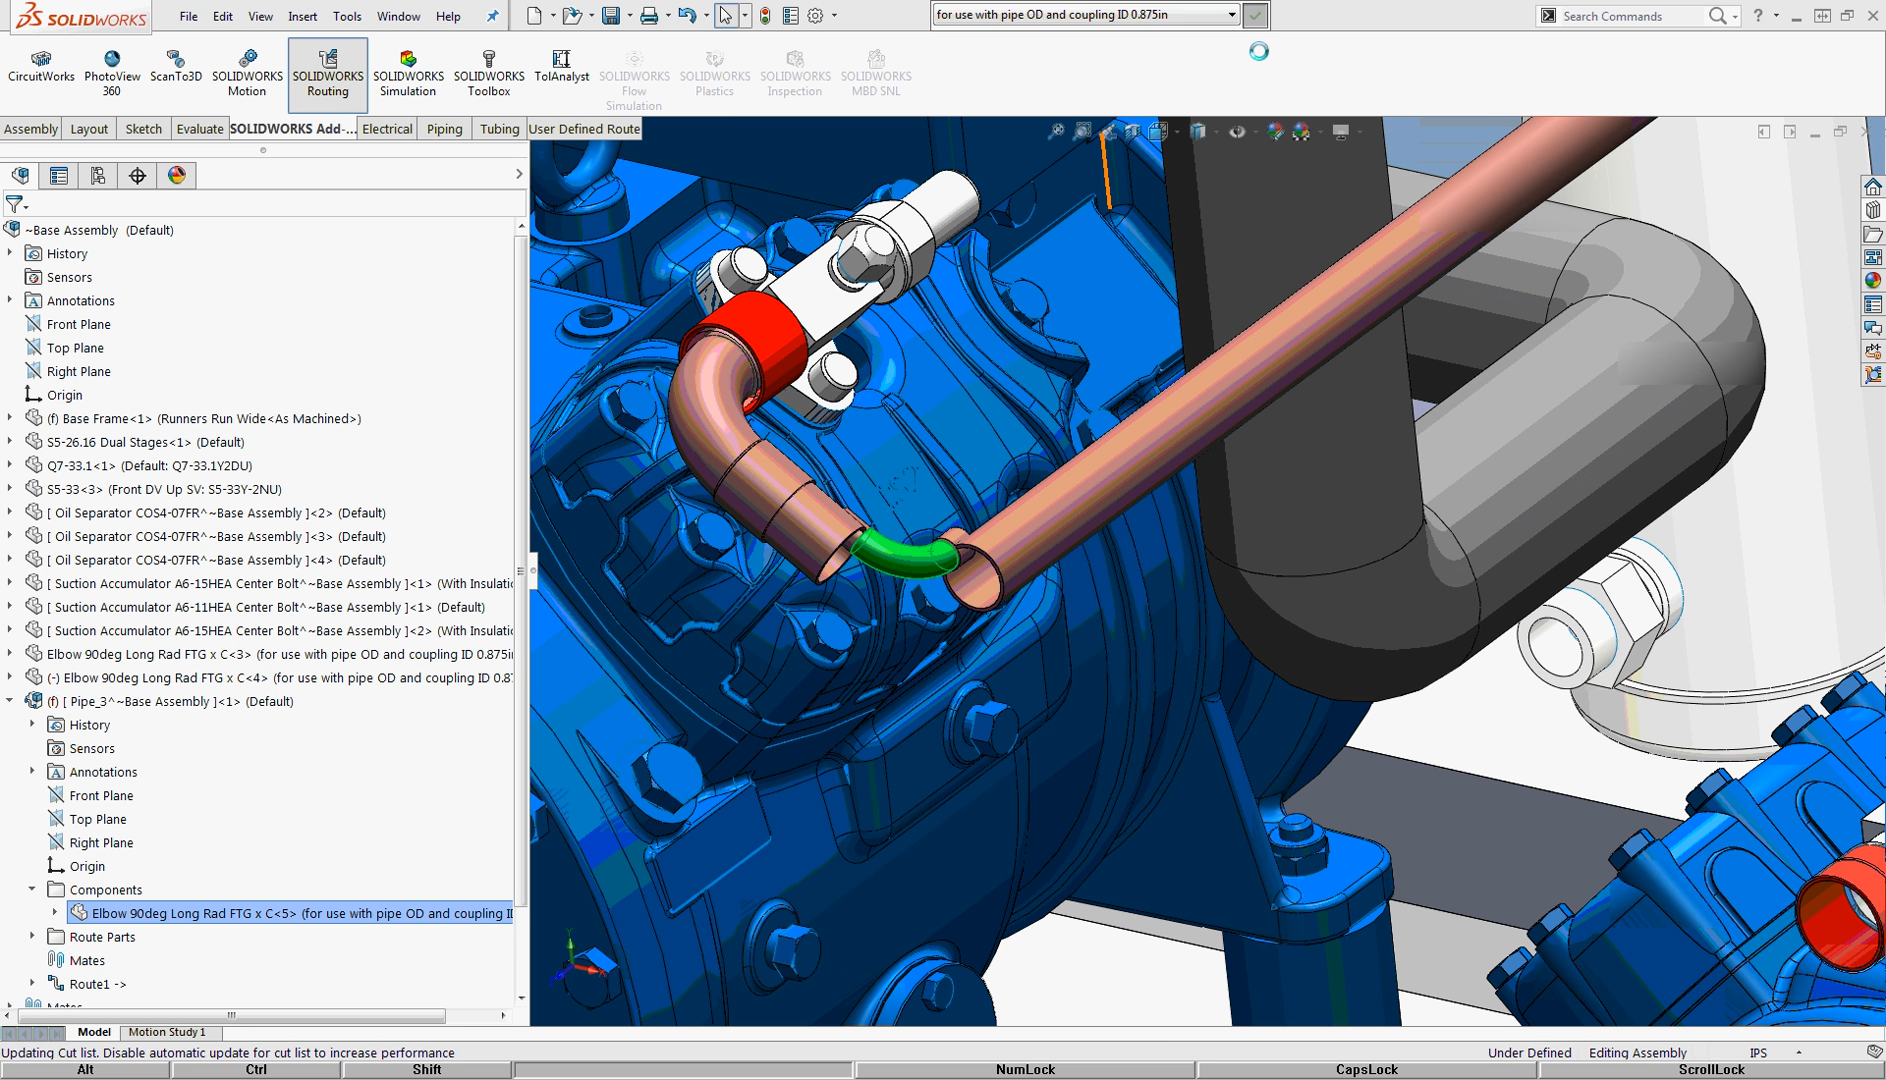 SOLIDWORKS
File Edit View Insert Tools Window Help
for use with pipe OD and coupling ID 0.875in
Search Commands
CircuitWorks
PhotoView
360
ScanTo3D
SOLIDWORKS
Motion
SOLIDWORKS
Routing
SOLIDWORKS
Simulation
SOLIDWORKS
Toolbox
TolAnalyst
SOLIDWORKS
Flow
Simulation
SOLIDWORKS
Plastics
SOLIDWORKS
Inspection
SOLIDWORKS
MBD SNL
Assembly Layout Sketch Evaluate SOLIDWORKS Add-... Electrical Piping Tubing User Defined Route
~Base Assembly (Default)
History
Sensors
Annotations
Front Plane
Top Plane
Right Plane
Origin
(f) Base Frame<1> (Runners Run Wide<As Machined>)
S5-26.16 Dual Stages<1> (Default)
Q7-33.1<1> (Default: Q7-33.1Y2DU)
S5-33<3> (Front DV Up SV: S5-33Y-2NU)
[ Oil Separator COS4-07FR^~Base Assembly ]<2> (Default)
[ Oil Separator COS4-07FR^~Base Assembly ]<3> (Default)
[ Oil Separator COS4-07FR^~Base Assembly ]<4> (Default)
[ Suction Accumulator A6-15HEA Center Bolt^~Base Assembly ]<1> (With Insulatic
[ Suction Accumulator A6-11HEA Center Bolt^~Base Assembly ]<1> (Default)
[ Suction Accumulator A6-15HEA Center Bolt^~Base Assembly ]<2> (With Insulatic
Elbow 90deg Long Rad FTG x C<3> (for use with pipe OD and coupling ID 0.875i
(-) Elbow 90deg Long Rad FTG x C<4> (for use with pipe OD and coupling ID 0.8
(f) [ Pipe_3^~Base Assembly ]<1> (Default)
History
Sensors
Annotations
Front Plane
Top Plane
Right Plane
Origin
Components
Elbow 90deg Long Rad FTG x C<5> (for use with pipe OD and coupling I
Route Parts
Mates
Route1 ->
Mates
Model Motion Study 1
Updating Cut list. Disable automatic update for cut list to increase performance
Under Defined Editing Assembly IPS
Alt Ctrl Shift NumLock CapsLock ScrollLock